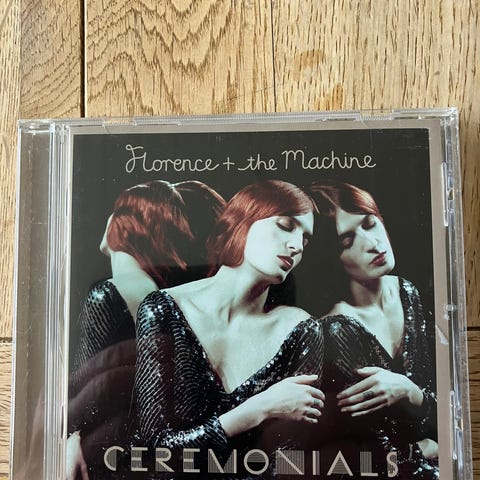 Florence + the Machine
CEREMONIALS